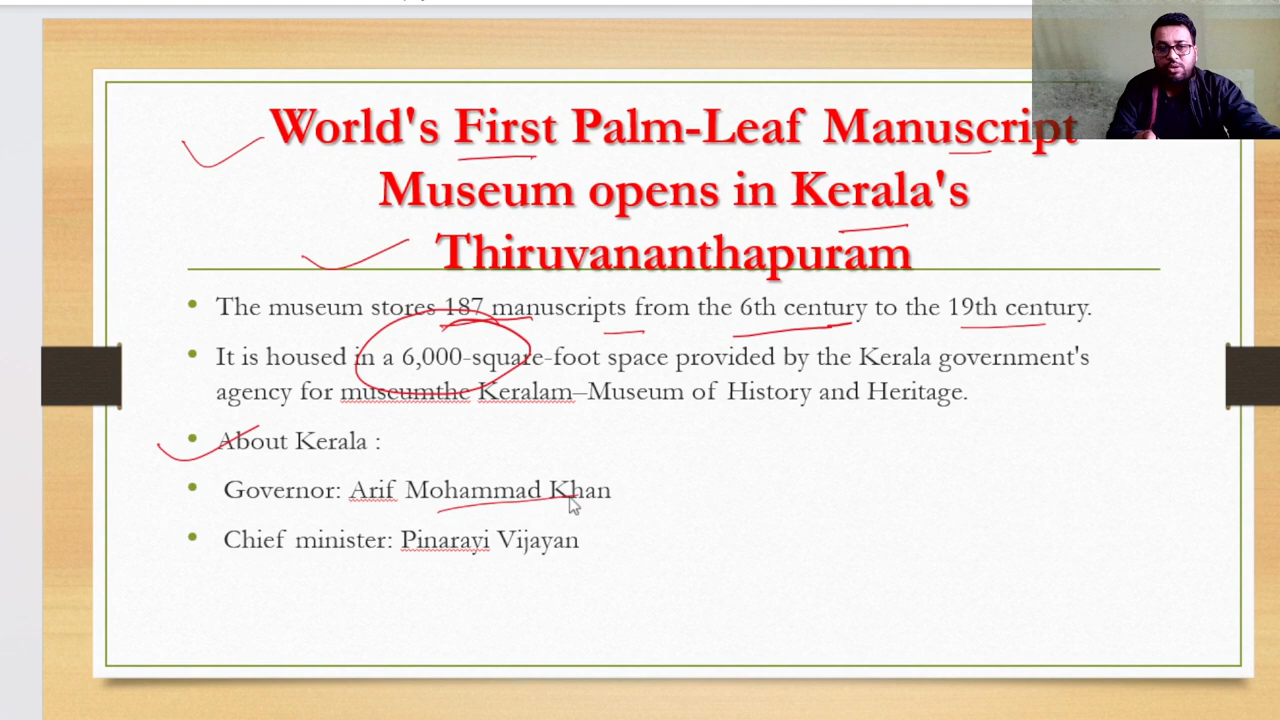 World's First Palm-Leaf Manuscript
Museum opens in Kerala's
Thiruvananthapuram
• The museum stores 187 manuscripts from the 6th century to the 19th century.
• It is housed in a 6,000-square-foot space provided by the Kerala government's
agency for museumthe Keralam–Museum of History and Heritage.
• About Kerala :
• Governor: Arif Mohammad Khan
• Chief minister: Pinarayi Vijayan